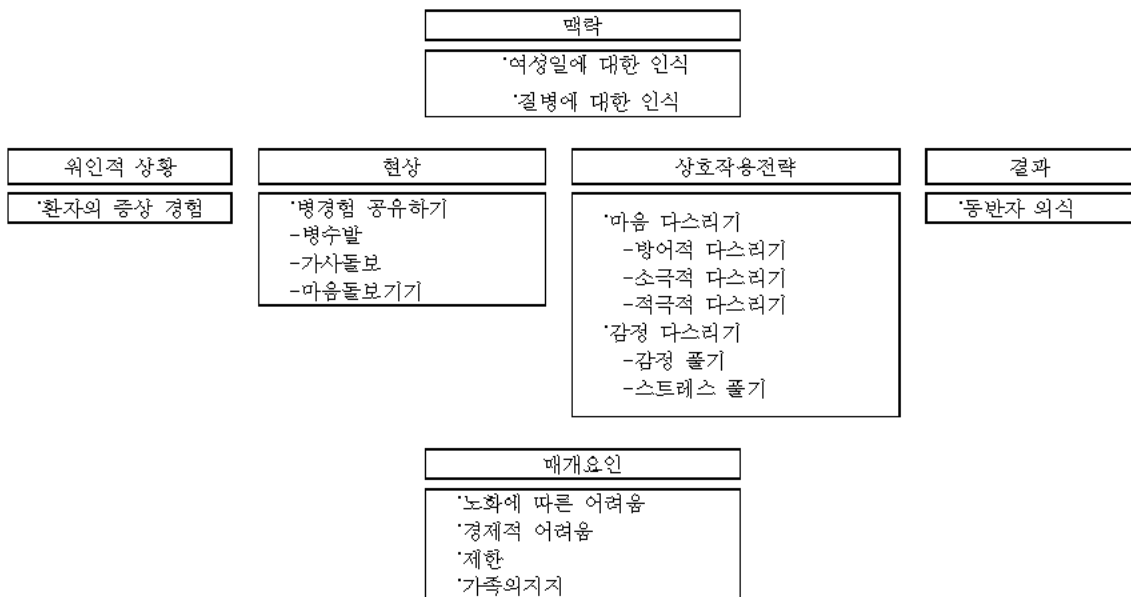 맥락
·여성일에 대한 인식
·질병에 대한 인식
워인적 상황
·환자의 증상 경험
현상
·병경험 공유하기
-병수발
-가사돌보
-마음돌보기기
상호작용전략
·마음 다스리기
-방어적 다스리기
-소극적 다스리기
-적극적 다스리기
·감정 다스리기
-감정 풀기
-스트레스 풀기
결과
·동반자 의식
매개요인
·노화에 따른 어려움
·경제적 어려움
·제한
·가족의지지